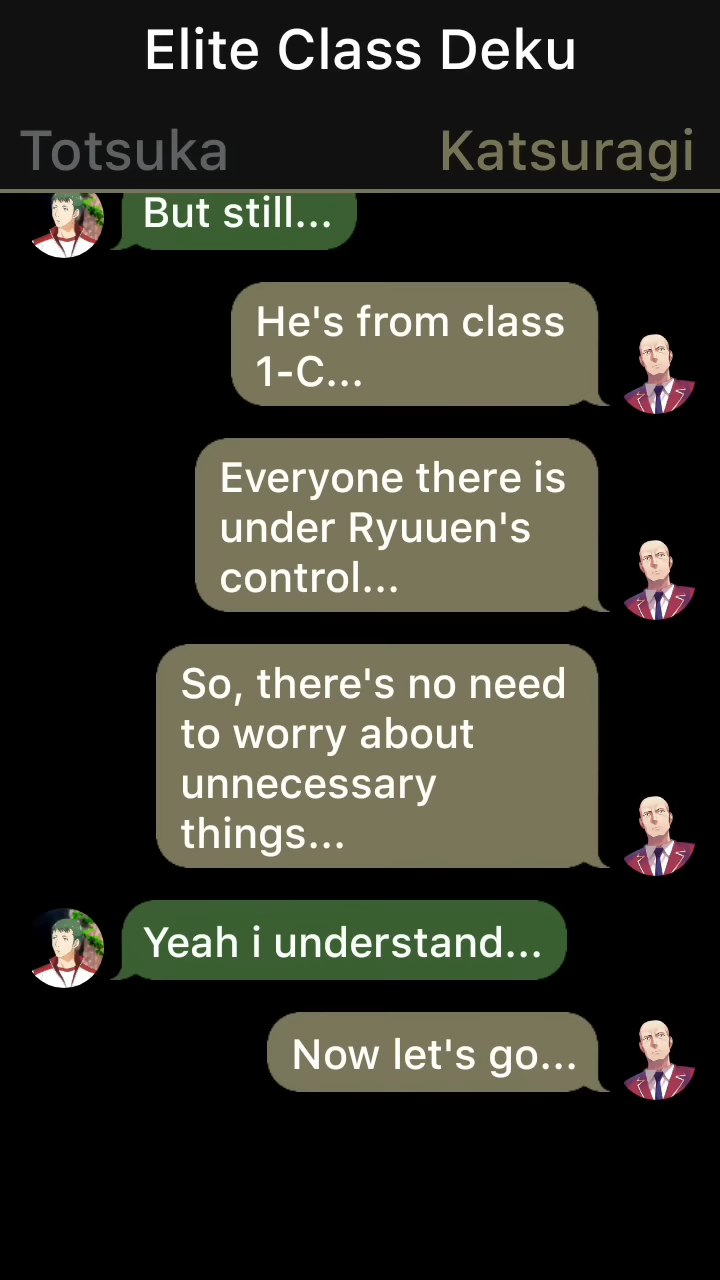 Elite Class Deku
Totsuka
Katsuragi
But still...
He's from class
1-C...
Everyone there is
under Ryuuen's
control...
So, there's no need
to worry about
unnecessary
things...
Yeah i understand...
Now let's go...